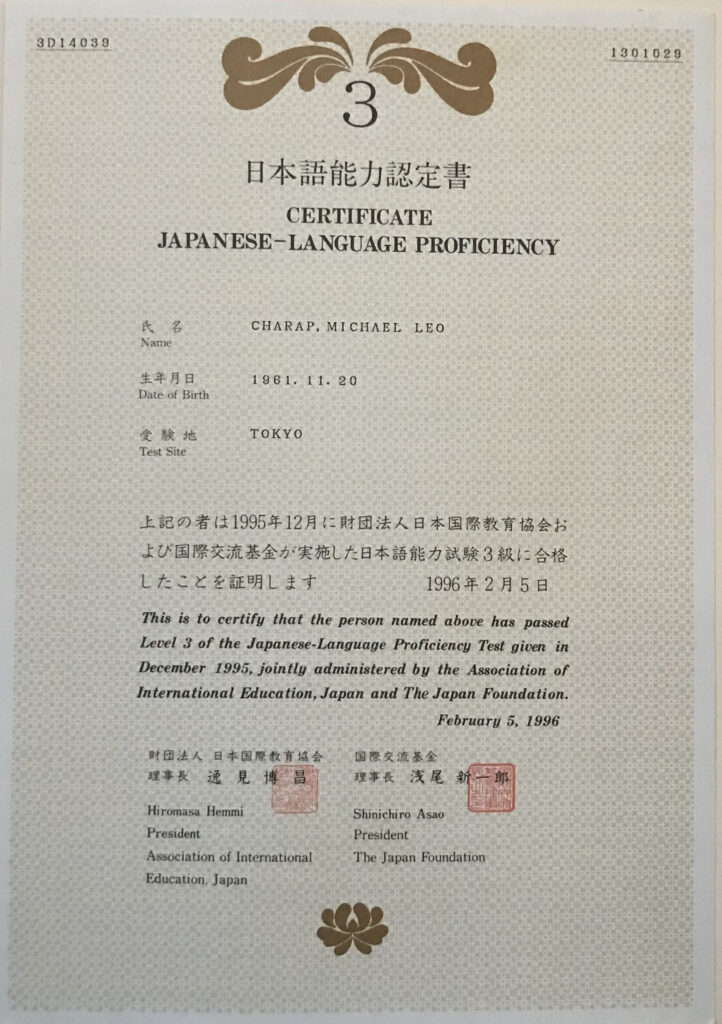 3D14039
1301029
3
日本語能力認定書
CERTIFICATE
JAPANESE-LANGUAGE PROFICIENCY
氏名 CHARAP, MICHAEL LEO
Name
生年月日 1961. 11. 20
Date of Birth
受験地 TOKYO
Test Site
上記の者は1995年12月に財団法人日本国際教育協会お
よび国際交流基金が実施した日本語能力試験3級に合格
したことを証明します 1996年2月5日
This is to certify that the person named above has passed
Level 3 of the Japanese-Language Proficiency Test given in
December 1995, jointly administered by the Association of
International Education, Japan and The Japan Foundation.
February 5, 1996
財団法人 日本国際教育協会
理事長 逸見博昌
Hiromasa Hemmi
President
Association of International
Education, Japan
国際交流基金
理事長 浅尾新一郎
Shinichiro Asao
President
The Japan Foundation